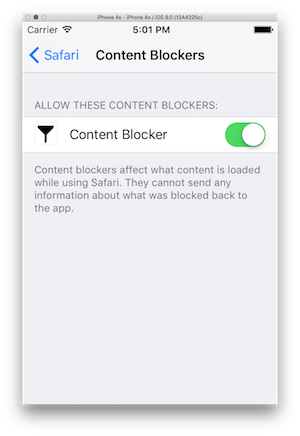 iPhone 4s – iPhone 4s / iOS 9.0 (13A4325c)
Carrier 5:01 PM
Safari Content Blockers
ALLOW THESE CONTENT BLOCKERS:
Content Blocker
Content blockers affect what content is loaded
while using Safari. They cannot send any
information about what was blocked back to
the app.